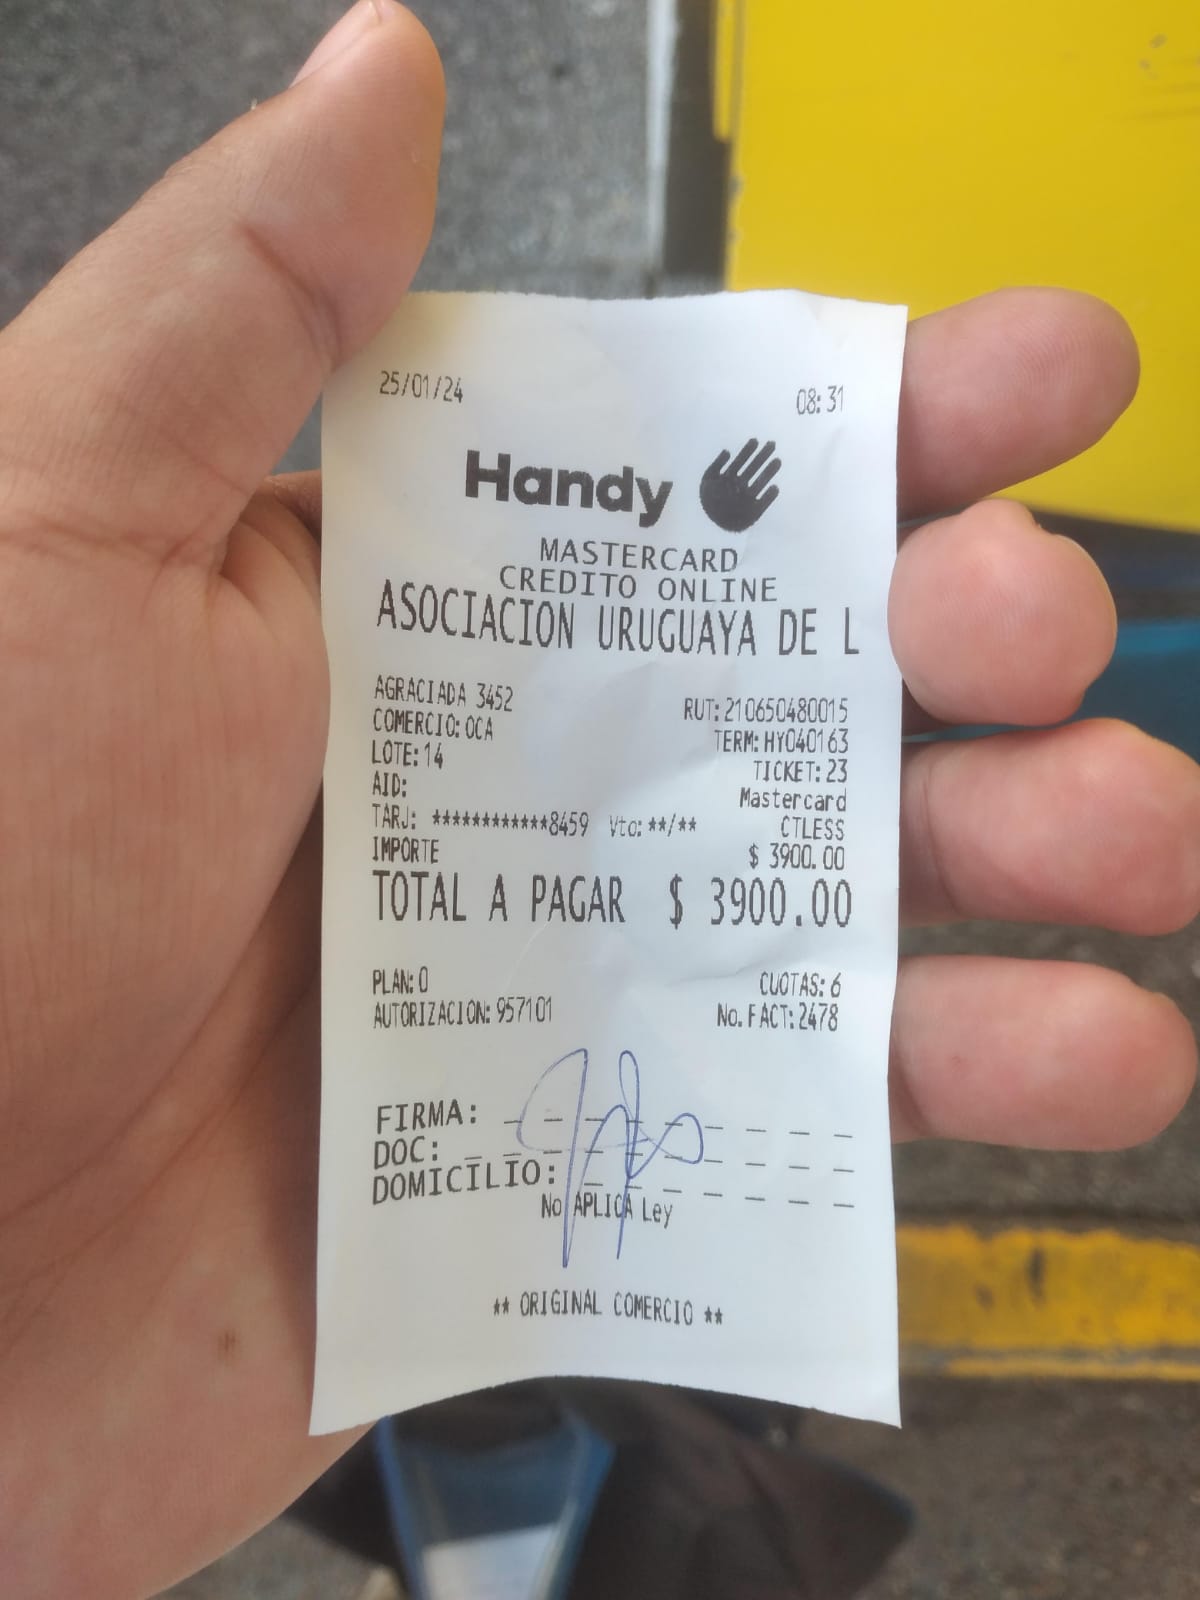 25/01/24 08:31
Handy
MASTERCARD
CREDITO ONLINE
ASOCIACION URUGUAYA DE L
AGRACIADA 3452 RUT: 210650480015
COMERCIO: OCA TERM: HY040163
LOTE: 14 TICKET: 23
AID: Mastercard
TARJ: ************8459 Vto: **/** CTLESS
IMPORTE $ 3900.00
TOTAL A PAGAR $ 3900.00
PLAN: 0 CUOTAS: 6
AUTORIZACION: 957101 No. FACT: 2478
FIRMA: _ _ _ _ _ _ _ _ _
DOC: _ _ _ _ _ _ _ _ _ _
DOMICILIO: _ _ _ _ _ _ _
No APLICA Ley
** ORIGINAL COMERCIO **